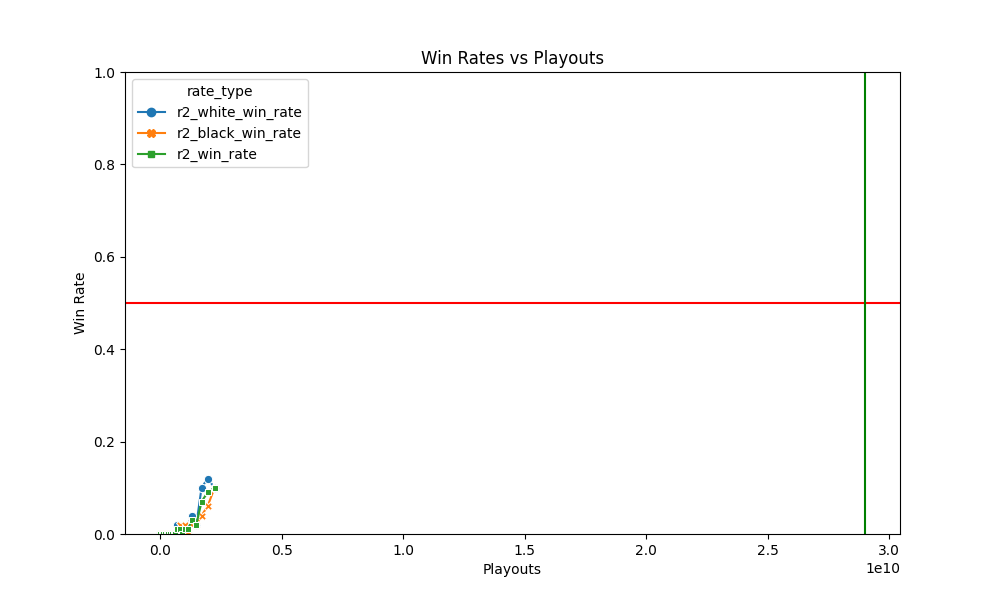 Win Rates vs Playouts
1.0
0.8
0.6
0.4
0.2
0.0
Win Rate
rate_type
r2_white_win_rate
r2_black_win_rate
r2_win_rate
0.0 0.5 1.0 1.5 2.0 2.5 3.0
1e10
Playouts